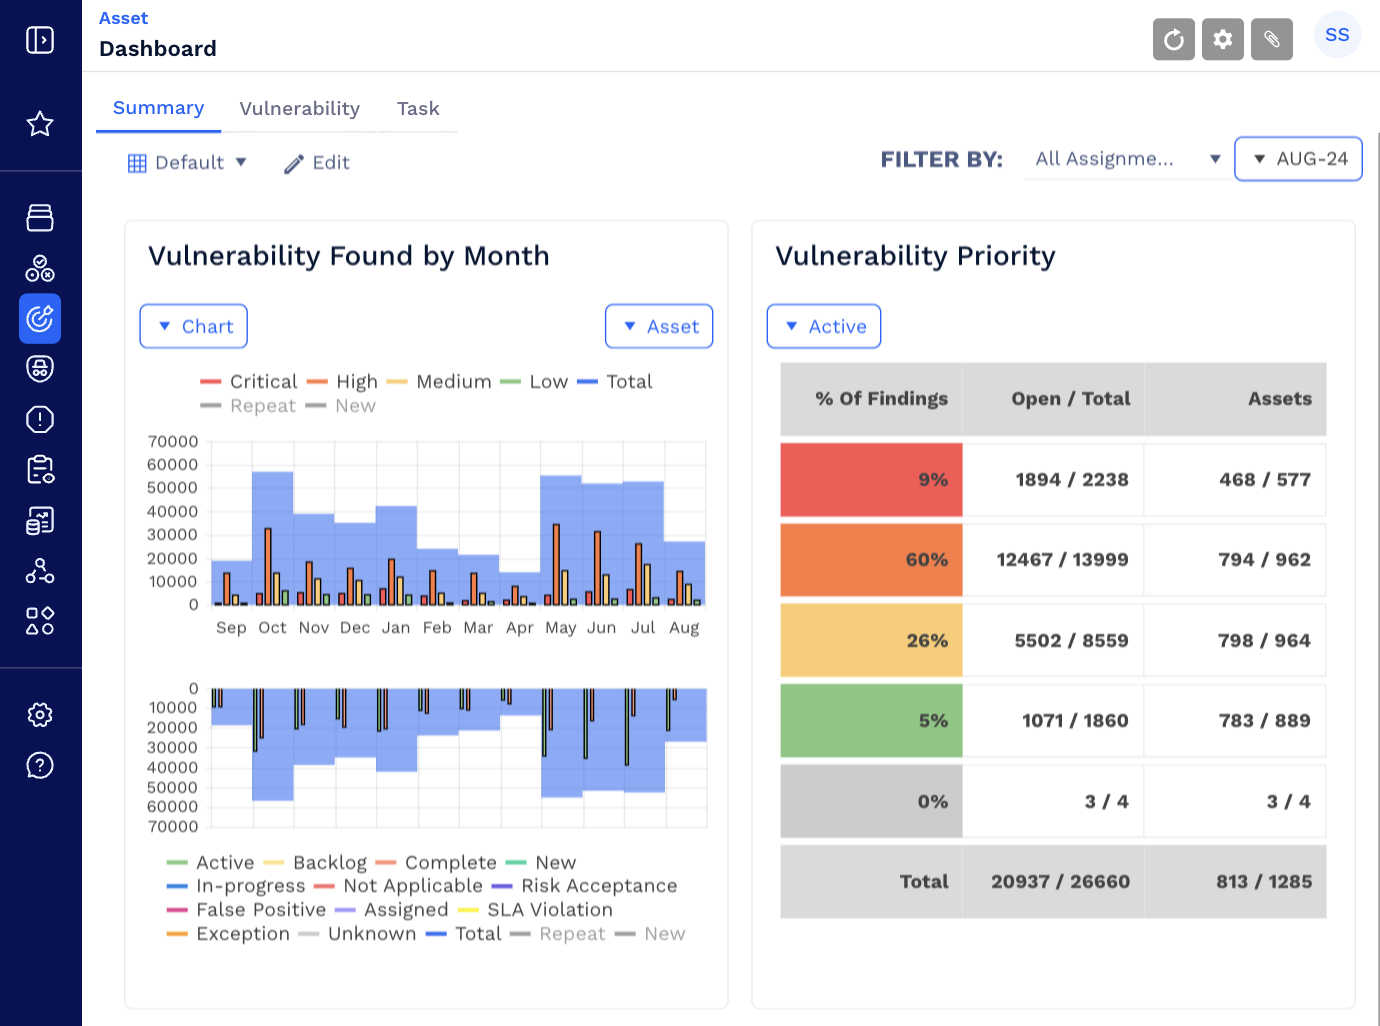 Asset
Dashboard
SS
Summary Vulnerability Task
Default Edit
FILTER BY: All Assignme... AUG-24
Vulnerability Found by Month
Chart Asset
Critical High Medium Low Total
Repeat New
70000
60000
50000
40000
30000
20000
10000
0
Sep Oct Nov Dec Jan Feb Mar Apr May Jun Jul Aug
0
10000
20000
30000
40000
50000
60000
70000
Active Backlog Complete New
In-progress Not Applicable Risk Acceptance
False Positive Assigned SLA Violation
Exception Unknown Total Repeat New
Vulnerability Priority
Active
% Of Findings Open / Total Assets
9% 1894 / 2238 468 / 577
60% 12467 / 13999 794 / 962
26% 5502 / 8559 798 / 964
5% 1071 / 1860 783 / 889
0% 3 / 4 3 / 4
Total 20937 / 26660 813 / 1285